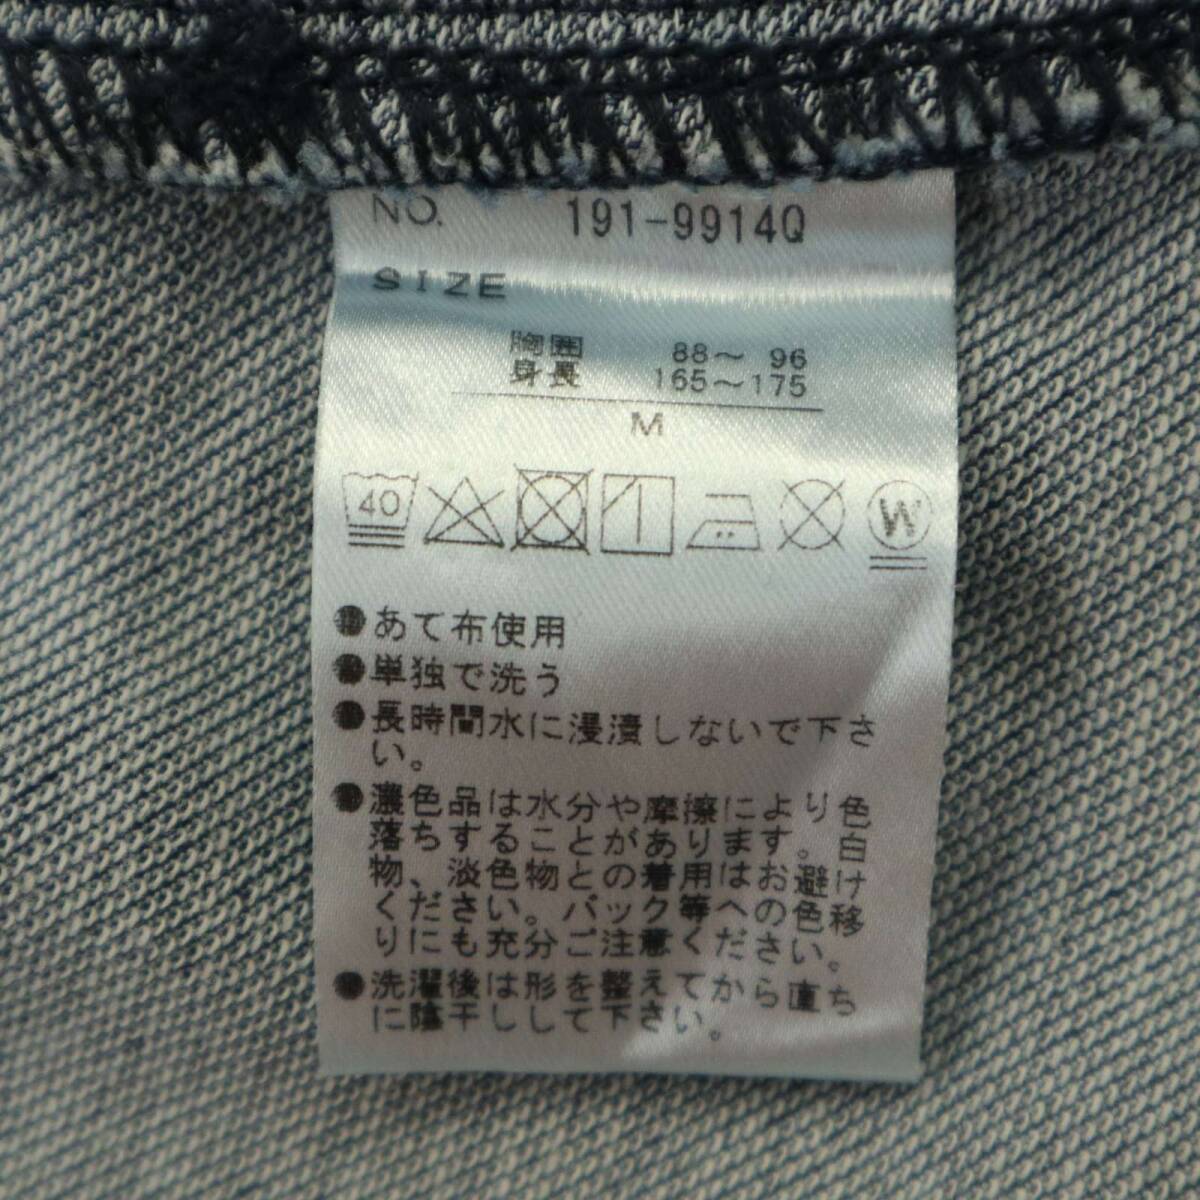 NO. 191-9914Q
SIZE
胸囲 88～ 96
身長 165～175
M
40
W
●あて布使用
●単独で洗う
●長時間水に浸漬しないで下さ
い。
●濃色品は水分や摩擦により色
落ちすることがあります。白
物、淡色物との着用はお避け
ください。バック等への色移
りにも充分ご注意ください。
●洗濯後は形を整えてから直ち
に陰干しして下さい。